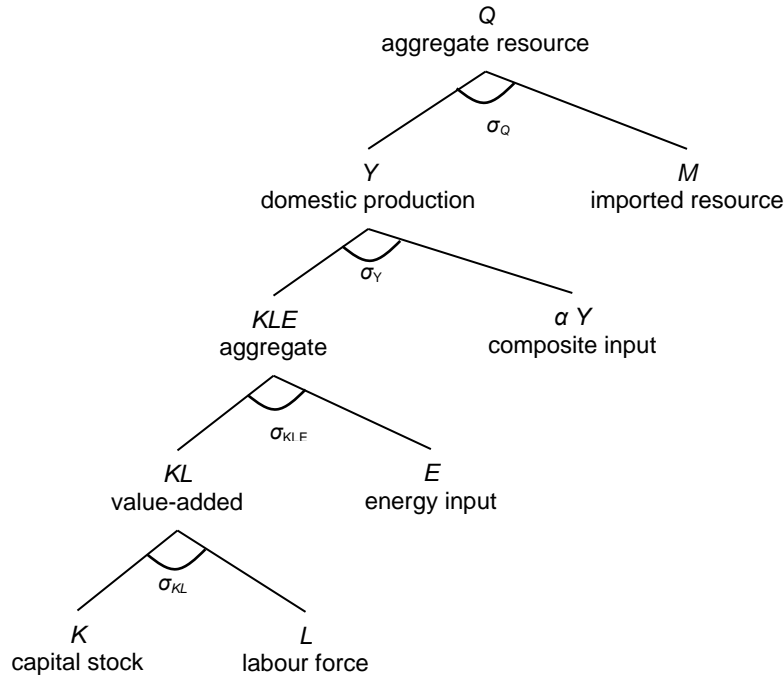 Q
aggregate resource
σQ
Y
domestic production
M
imported resource
σY
KLE
aggregate
α Y
composite input
σKLE
KL
value-added
E
energy input
σKL
K
capital stock
L
labour force